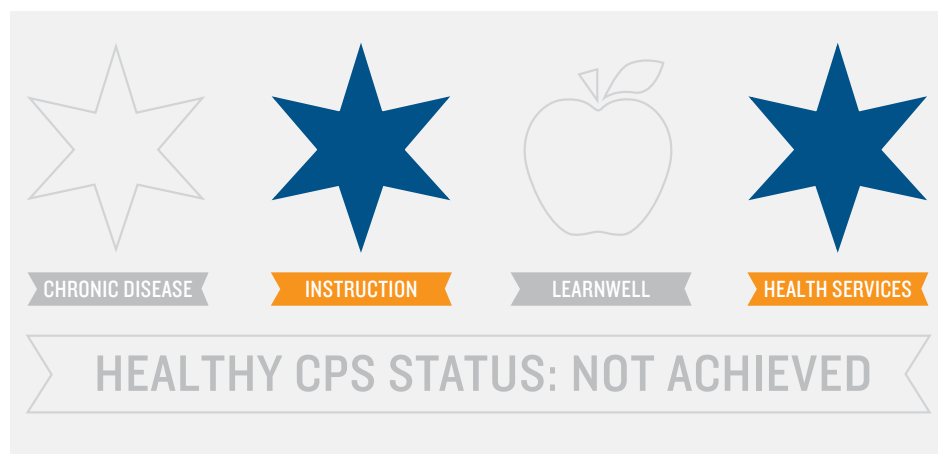 CHRONIC DISEASE
INSTRUCTION
LEARNWELL
HEALTH SERVICES
HEALTHY CPS STATUS: NOT ACHIEVED